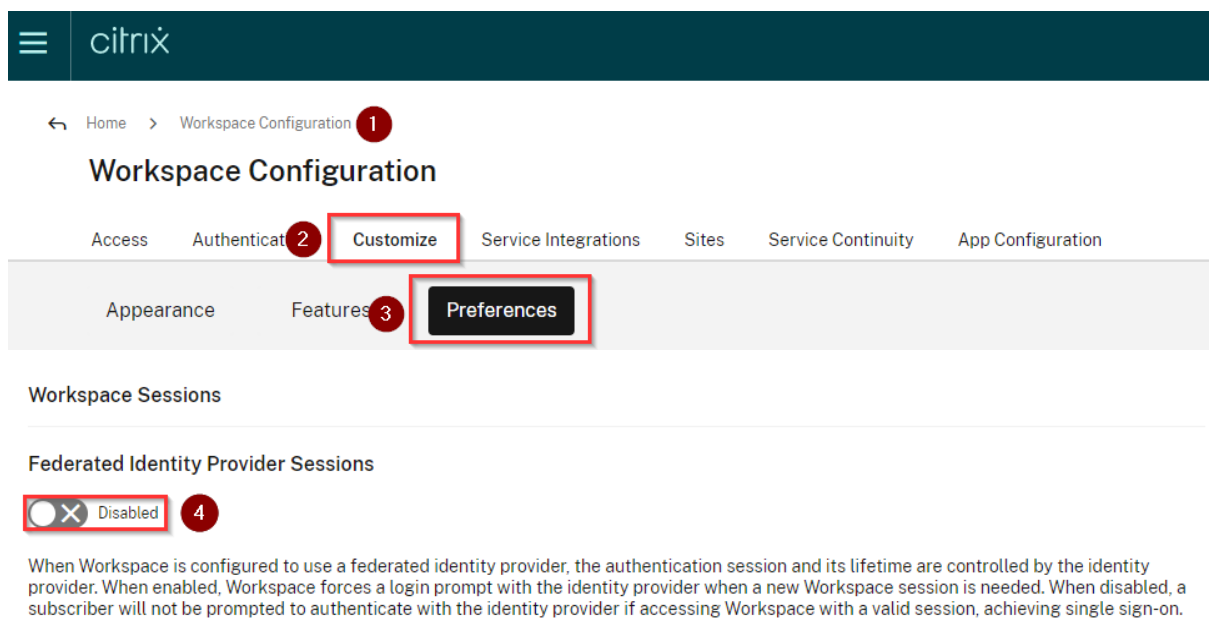 citrix
Home > Workspace Configuration 1
Workspace Configuration
Access Authenticat 2 Customize Service Integrations Sites Service Continuity App Configuration
Appearance Features 3 Preferences
Workspace Sessions
Federated Identity Provider Sessions
Disabled 4
When Workspace is configured to use a federated identity provider, the authentication session and its lifetime are controlled by the identity
provider. When enabled, Workspace forces a login prompt with the identity provider when a new Workspace session is needed. When disabled, a
subscriber will not be prompted to authenticate with the identity provider if accessing Workspace with a valid session, achieving single sign-on.